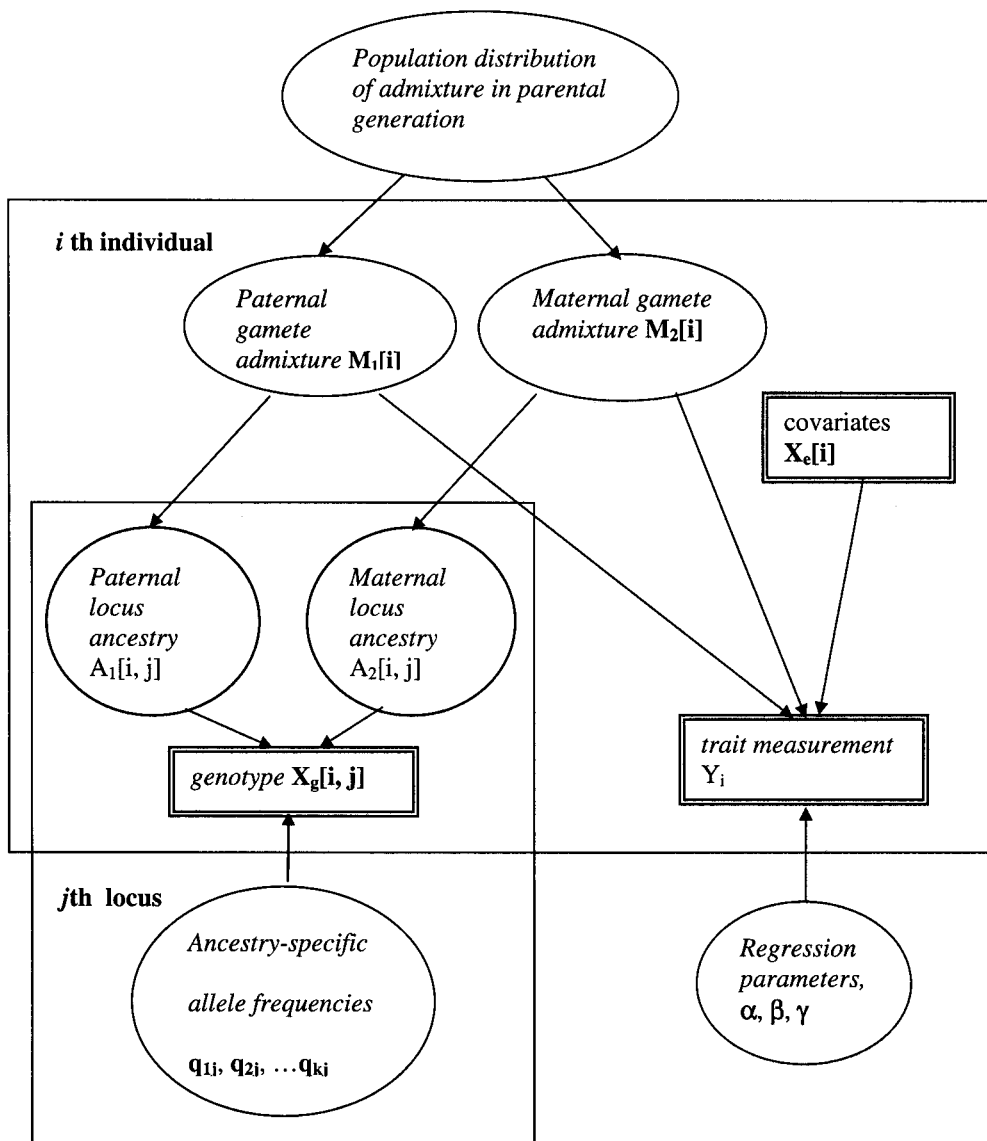 Population distribution
of admixture in parental
generation
i th individual
Paternal
gamete
admixture M₁[i]
Maternal gamete
admixture M₂[i]
covariates
Xₑ[i]
Paternal
locus
ancestry
A₁[i, j]
Maternal
locus
ancestry
A₂[i, j]
genotype X_g[i, j]
trait measurement
Yᵢ
jth locus
Ancestry-specific
allele frequencies
q₁ⱼ, q₂ⱼ, …qₖⱼ
Regression
parameters,
α, β, γ